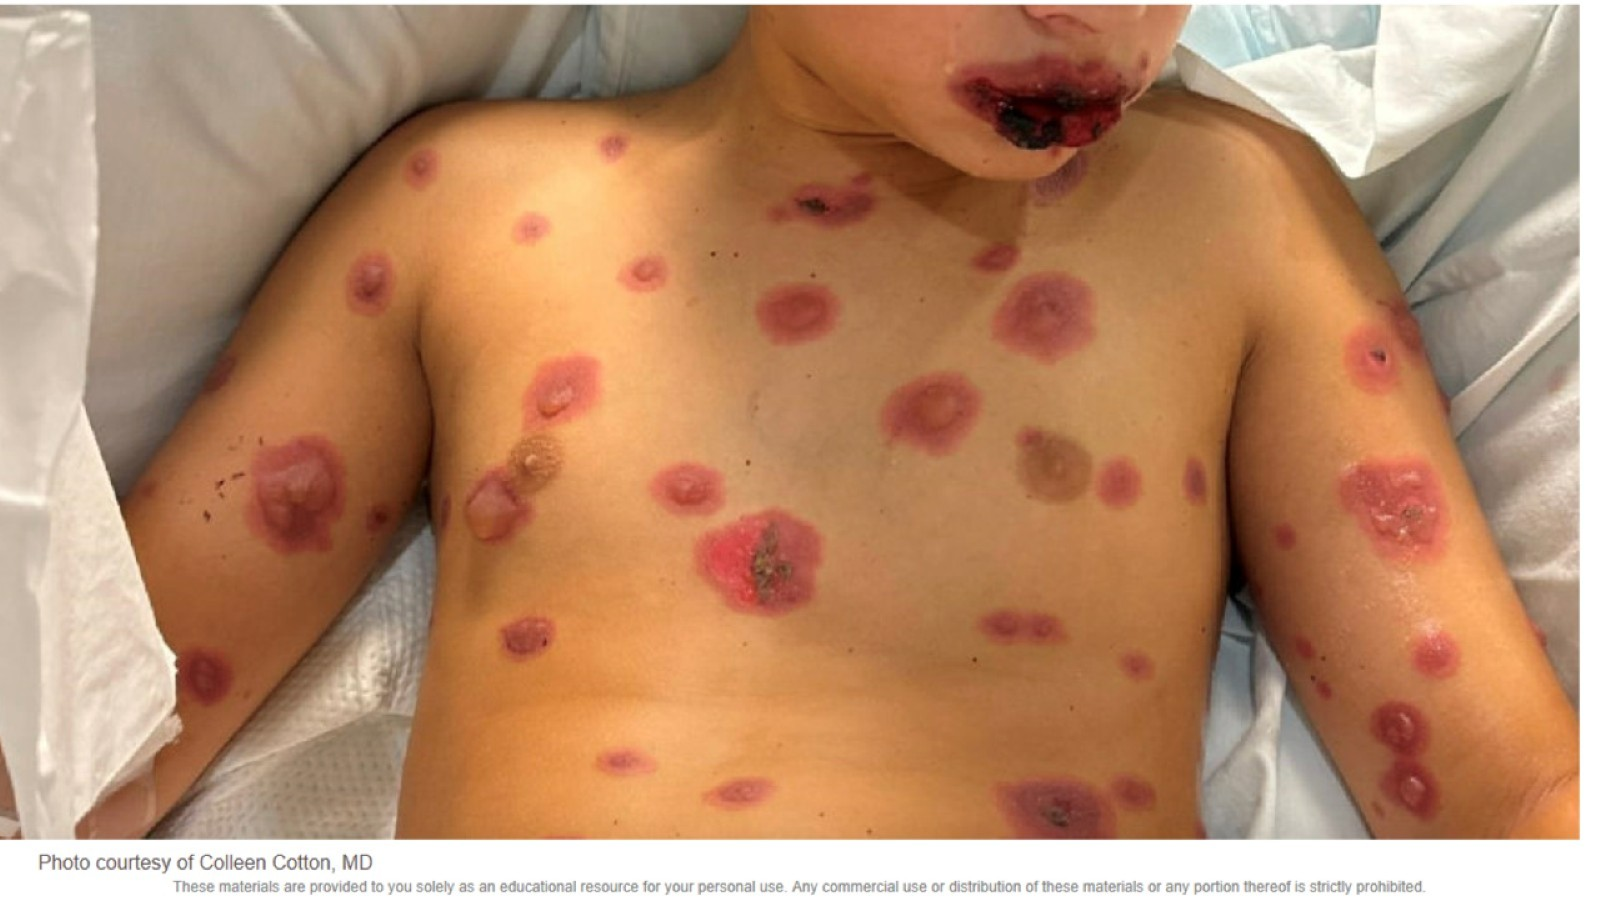 Photo courtesy of Colleen Cotton, MD
These materials are provided to you solely as an educational resource for your personal use. Any commercial use or distribution of these materials or any portion thereof is strictly prohibited.